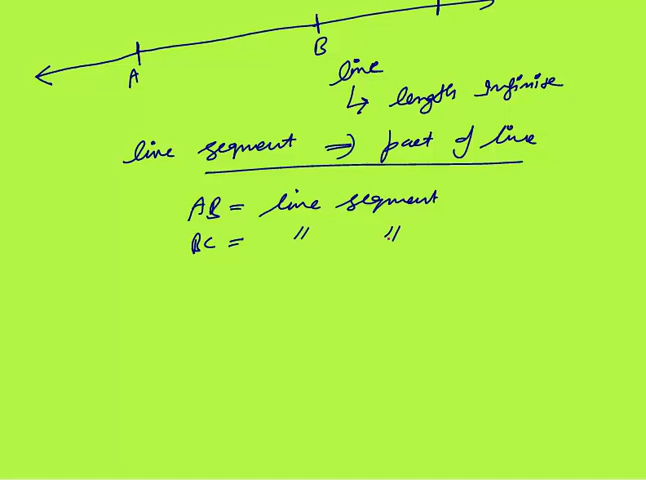 B
A
line
↳ length infinite
line segment ⇒ part of line
AB = line segment
BC = " "